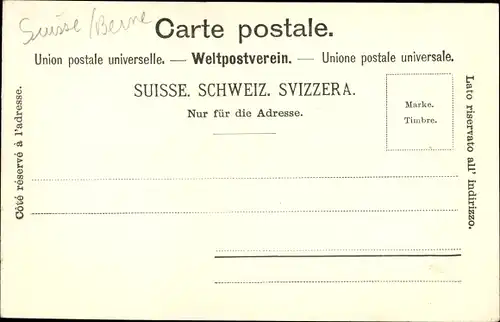 Suisse/Berne
Carte postale.
Union postale universelle. — Weltpostverein. — Unione postale universale.
SUISSE. SCHWEIZ. SVIZZERA.
Nur für die Adresse.
Marke.
Timbre.
Côté réservé à l'adresse.
Lato riservato all' indirizzo.